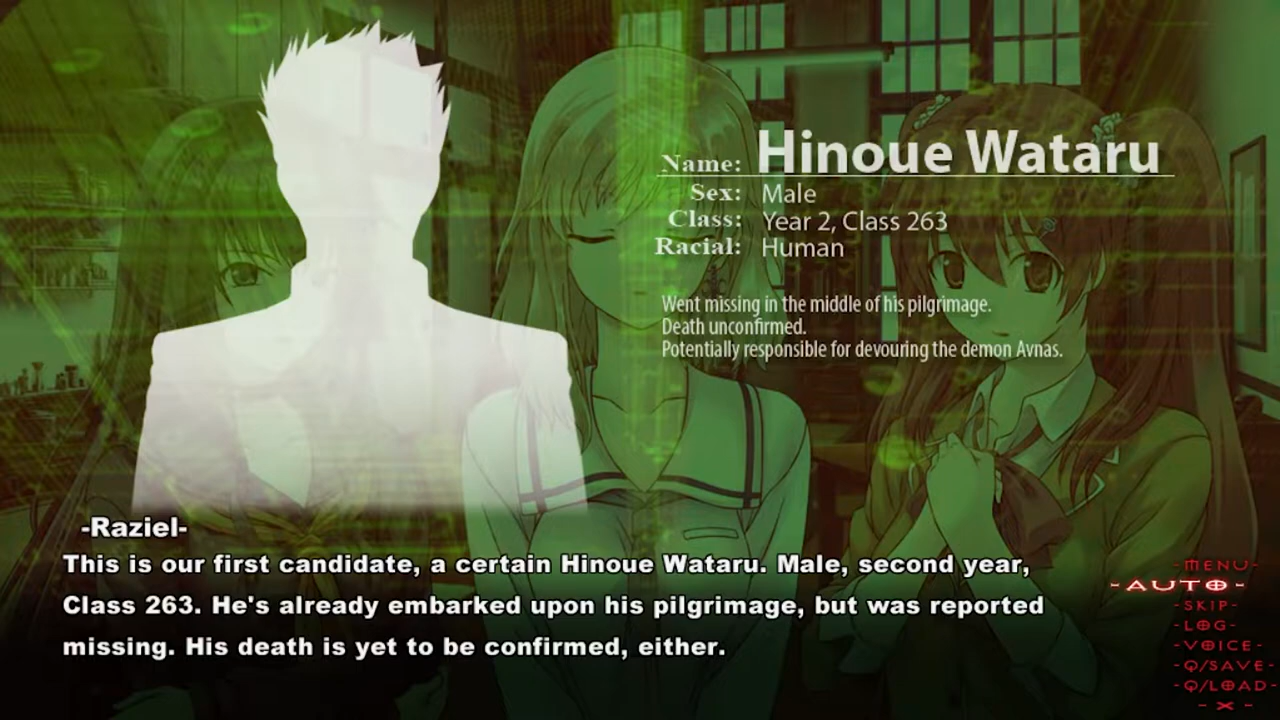 Name: Hinoue Wataru
Sex: Male
Class: Year 2, Class 263
Racial: Human
Went missing in the middle of his pilgrimage.
Death unconfirmed.
Potentially responsible for devouring the demon Avnas.
-Raziel-
This is our first candidate, a certain Hinoue Wataru. Male, second year,
Class 263. He's already embarked upon his pilgrimage, but was reported
missing. His death is yet to be confirmed, either.
-MENU-
-AUTO-
-SKIP-
-LOG-
-VOICE-
-Q/SAVE-
-Q/LOAD-
-X-